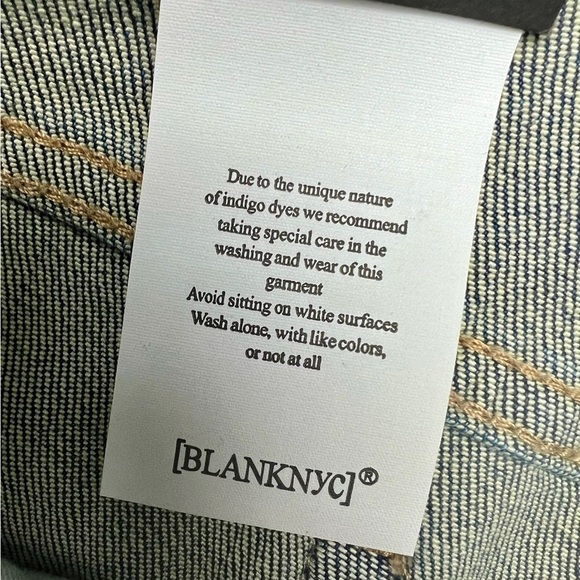 Due to the unique nature
of indigo dyes we recommend
taking special care in the
washing and wear of this
garment
Avoid sitting on white surfaces
Wash alone, with like colors,
or not at all
[BLANKNYC]®